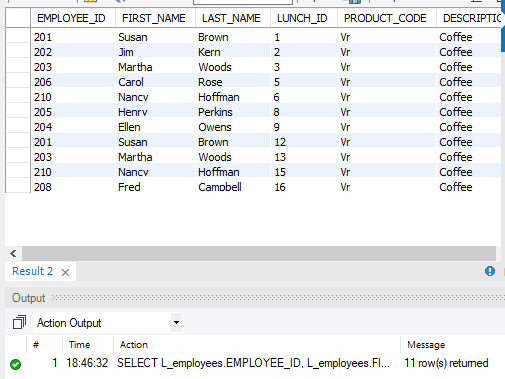 EMPLOYEE_ID FIRST_NAME LAST_NAME LUNCH_ID PRODUCT_CODE DESCRIPTIO
201 Susan Brown 1 Vr Coffee
202 Jim Kern 2 Vr Coffee
203 Martha Woods 3 Vr Coffee
206 Carol Rose 5 Vr Coffee
210 Nancy Hoffman 6 Vr Coffee
205 Henry Perkins 8 Vr Coffee
204 Ellen Owens 9 Vr Coffee
201 Susan Brown 12 Vr Coffee
203 Martha Woods 13 Vr Coffee
210 Nancy Hoffman 15 Vr Coffee
208 Fred Campbell 16 Vr Coffee
Result 2
Output
Action Output
# Time Action Message
1 18:46:32 SELECT L_employees.EMPLOYEE_ID, L_employees.FI... 11 row(s) returned